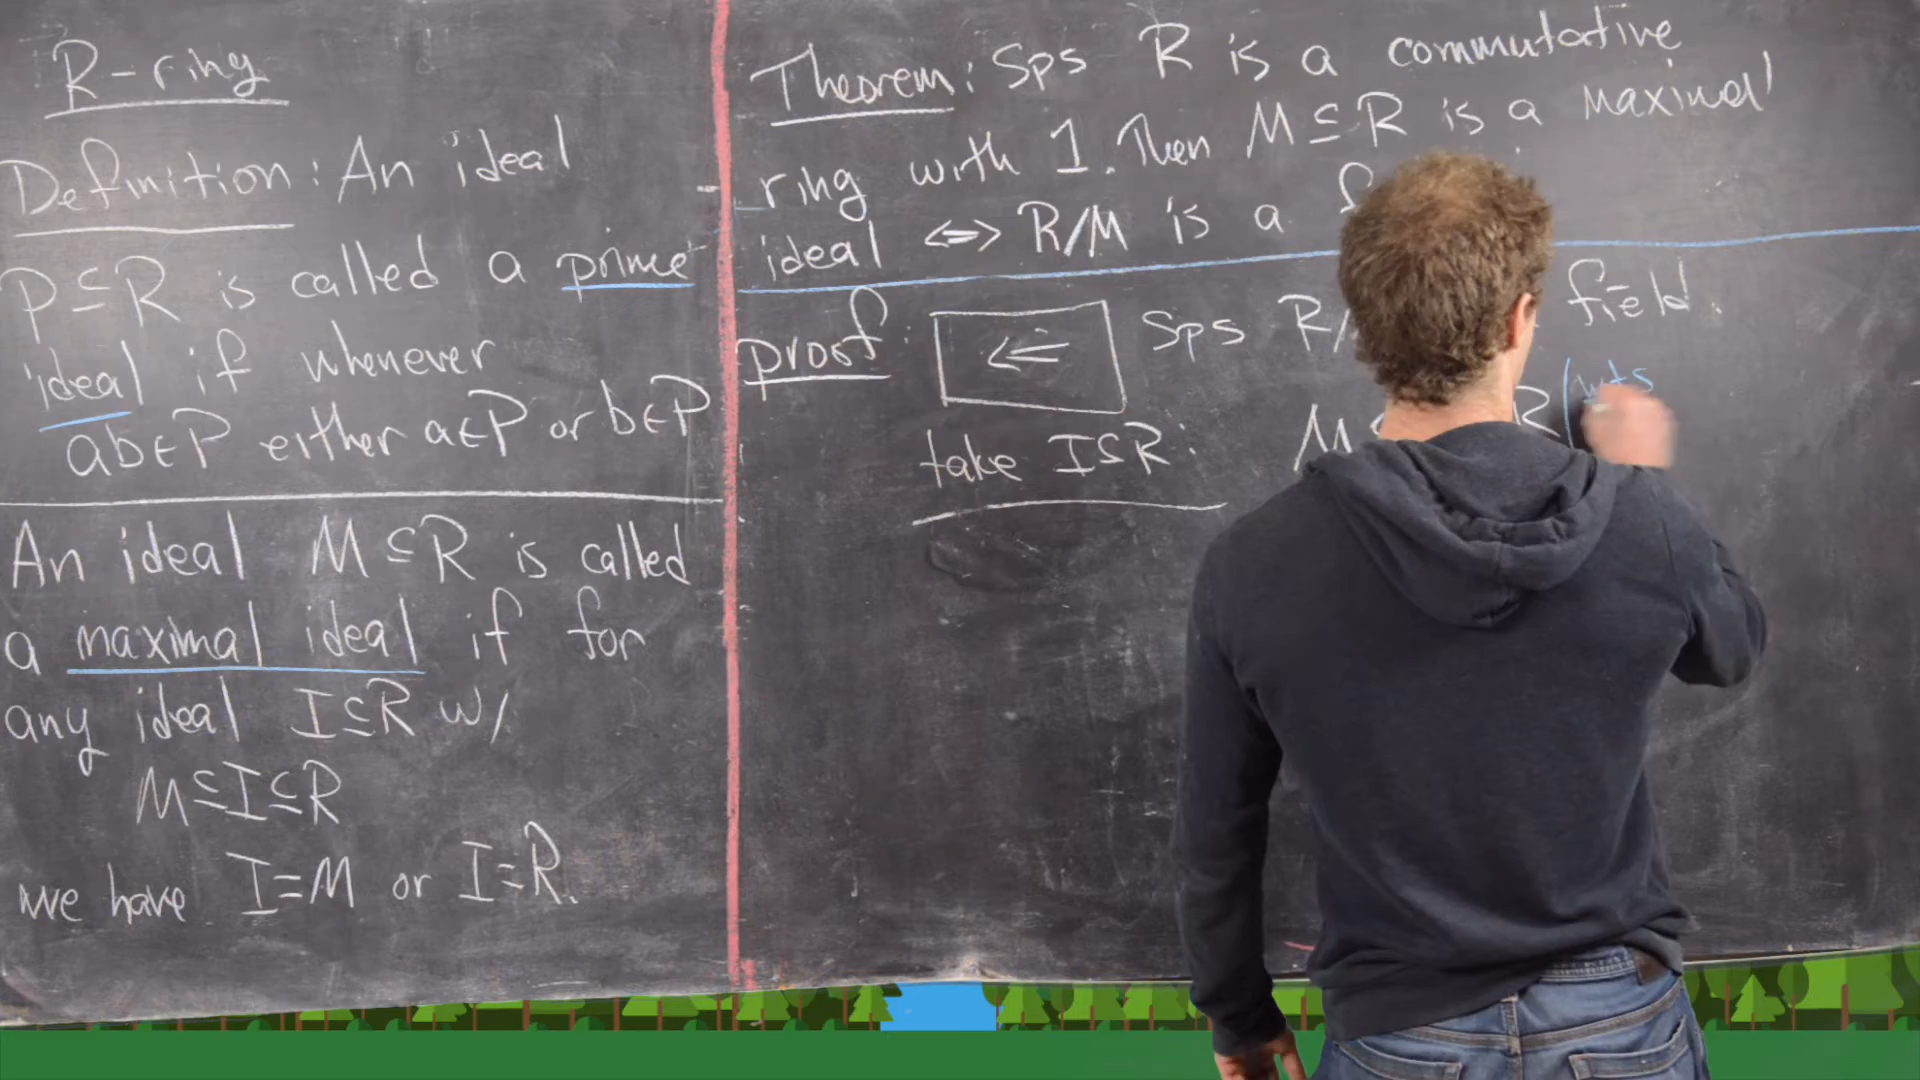 R-ring
Definition: An ideal
P⊆R is called a prime
ideal if whenever
ab∈P either a∈P or b∈P
An ideal M⊆R is called
a maximal ideal if for
any ideal I⊆R w/
M⊆I⊆R
we have I=M or I=R.
Theorem: Sps R is a commutative
ring with 1. Then M⊆R is a maximal
ideal <=> R/M is a
proof: <= Sps R/ field.
take I⊆R: M⊆ R wts